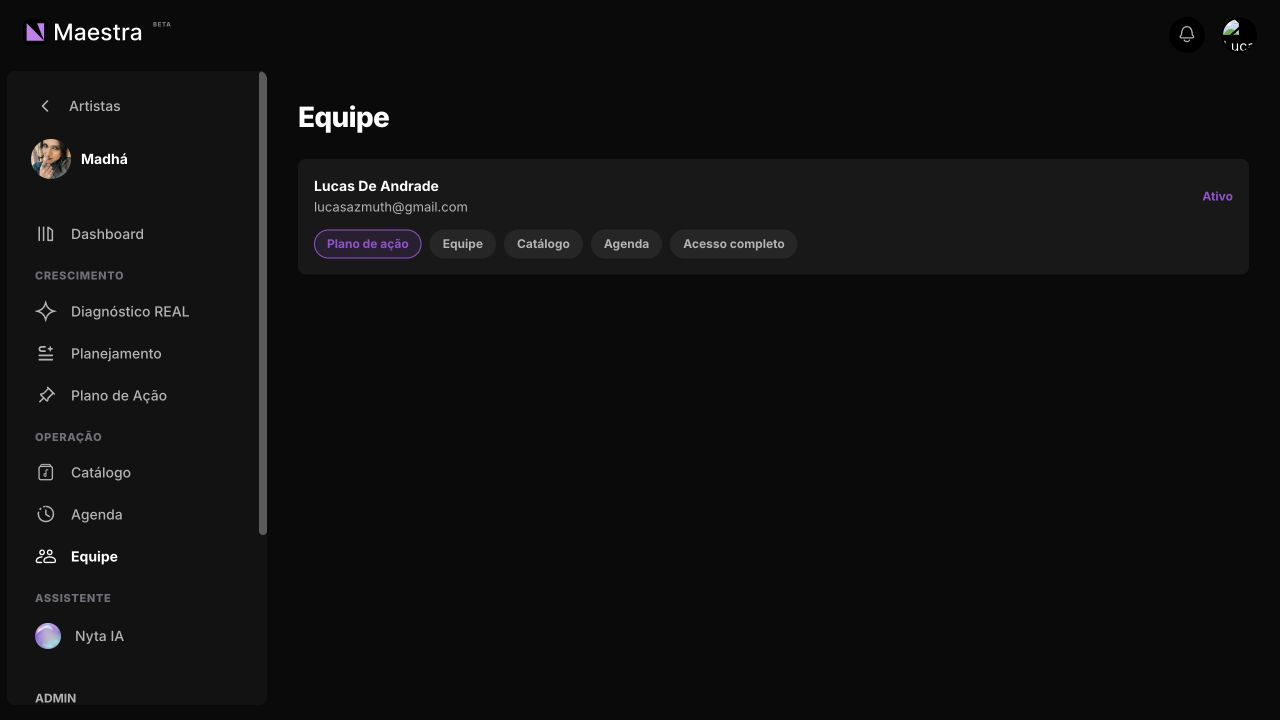 Maestra BETA
Luca
Artistas
Madhá
Dashboard
CRESCIMENTO
Diagnóstico REAL
Planejamento
Plano de Ação
OPERAÇÃO
Catálogo
Agenda
Equipe
ASSISTENTE
Nyta IA
ADMIN
Equipe
Lucas De Andrade
lucasazmuth@gmail.com
Ativo
Plano de ação Equipe Catálogo Agenda Acesso completo